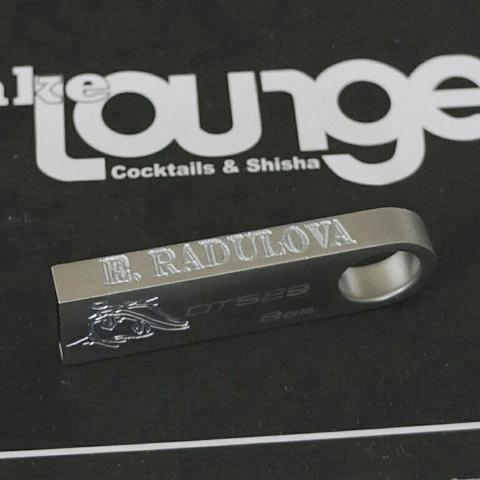 Lounge
Cocktails & Shisha
E. RADULOVA
DTSE9
8GB